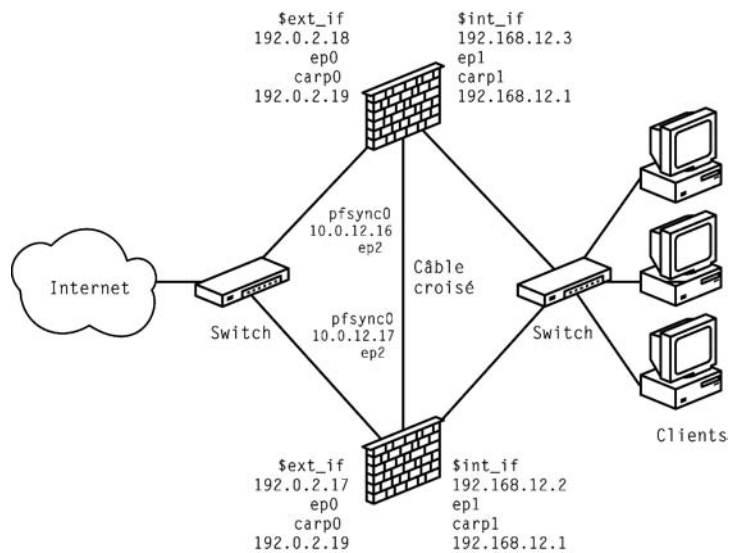 $ext_if
192.0.2.18
ep0
carp0
192.0.2.19
$int_if
192.168.12.3
ep1
carp1
192.168.12.1
pfsync0
10.0.12.16
ep2
Câble
croisé
Internet
Switch
pfsync0
10.0.12.17
ep2
Switch
Clients
$ext_if
192.0.2.17
ep0
carp0
192.0.2.19
$int_if
192.168.12.2
ep1
carp1
192.168.12.1